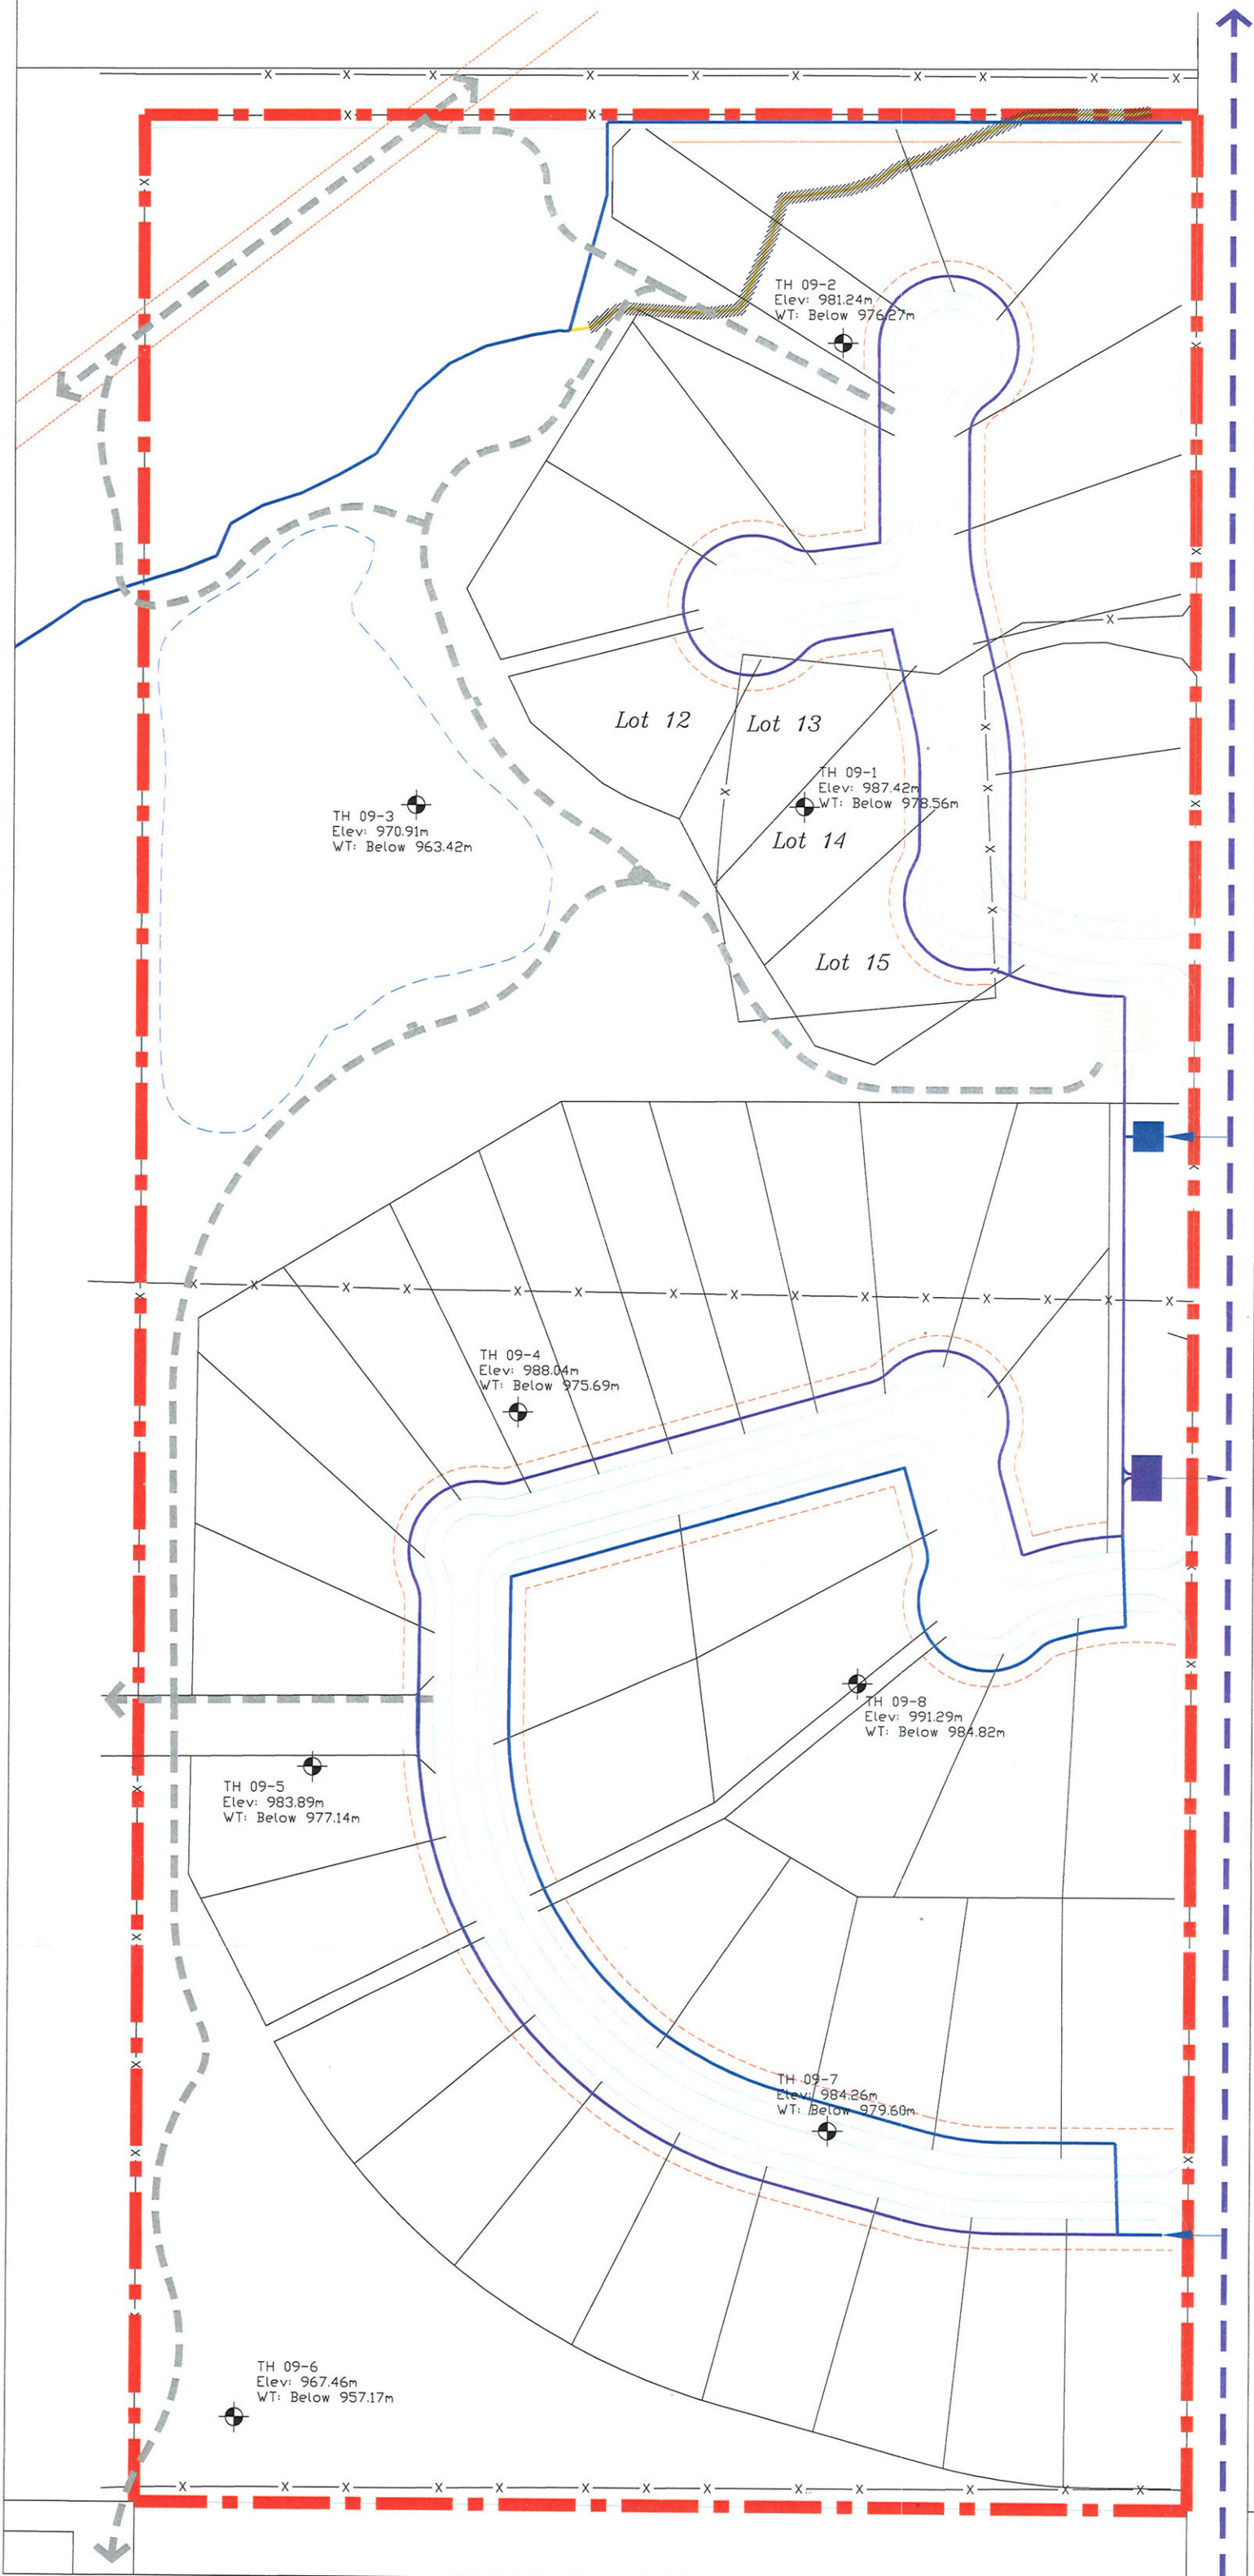 TH 09-2
Elev: 981.24m
WT: Below 976.27m
Lot 12
Lot 13
TH 09-1
Elev: 987.42m
WT: Below 978.56m
TH 09-3
Elev: 970.91m
WT: Below 963.42m
Lot 14
Lot 15
TH 09-4
Elev: 988.04m
WT: Below 975.69m
TH 09-8
Elev: 991.29m
WT: Below 984.82m
TH 09-5
Elev: 983.89m
WT: Below 977.14m
TH 09-7
Elev: 984.26m
WT: Below 979.60m
TH 09-6
Elev: 967.46m
WT: Below 957.17m